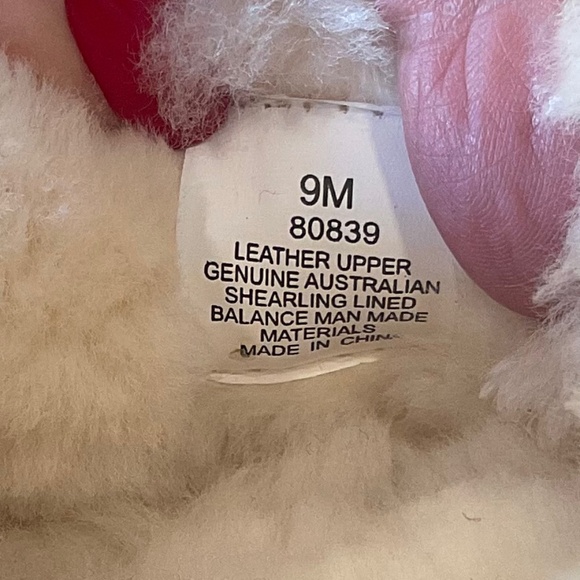 9M
80839
LEATHER UPPER
GENUINE AUSTRALIAN
SHEARLING LINED
BALANCE MAN MADE
MATERIALS
MADE IN CHINA